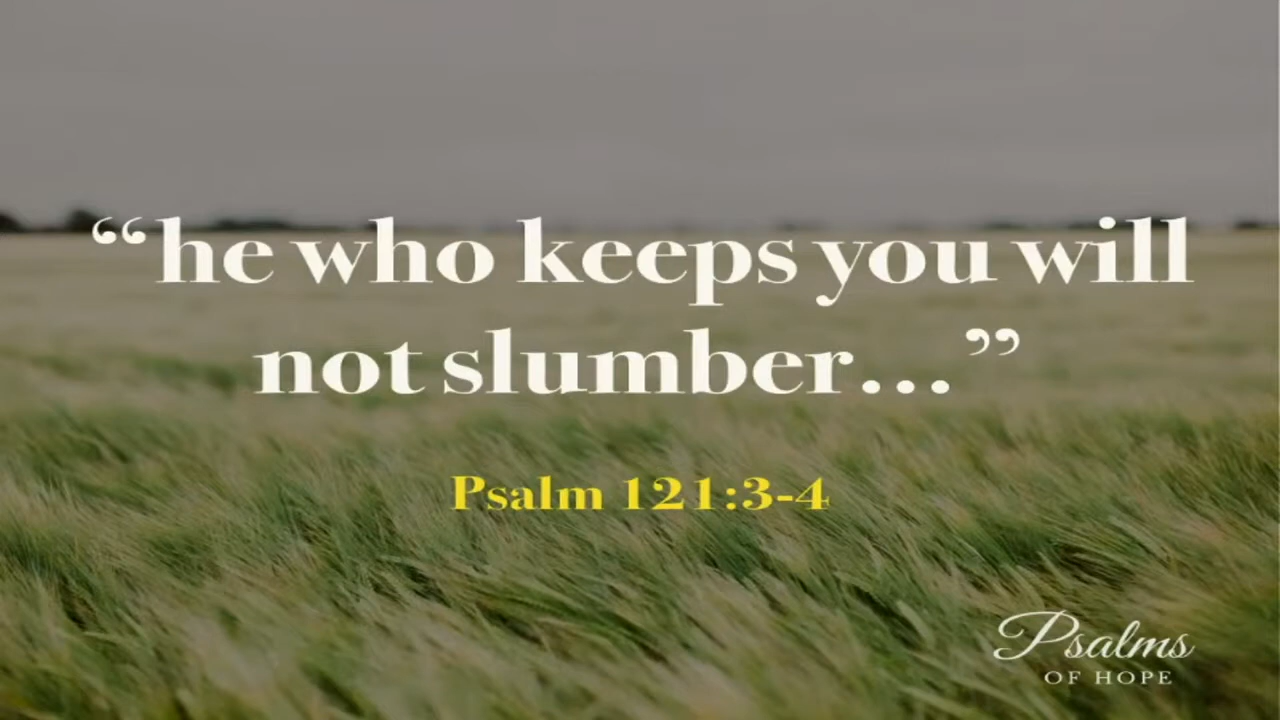 “he who keeps you will
not slumber...”
Psalm 121:3-4
Psalms
OF HOPE